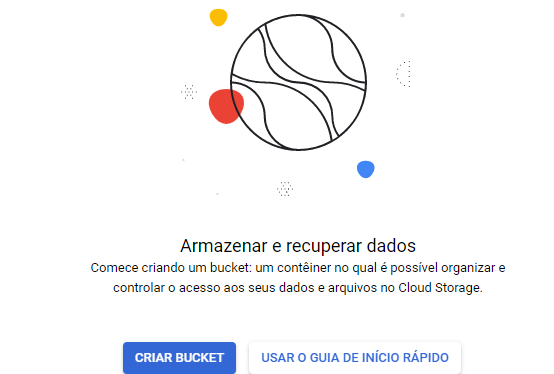 Armazenar e recuperar dados
Comece criando um bucket: um contêiner no qual é possível organizar e
controlar o acesso aos seus dados e arquivos no Cloud Storage.
CRIAR BUCKET USAR O GUIA DE INÍCIO RÁPIDO